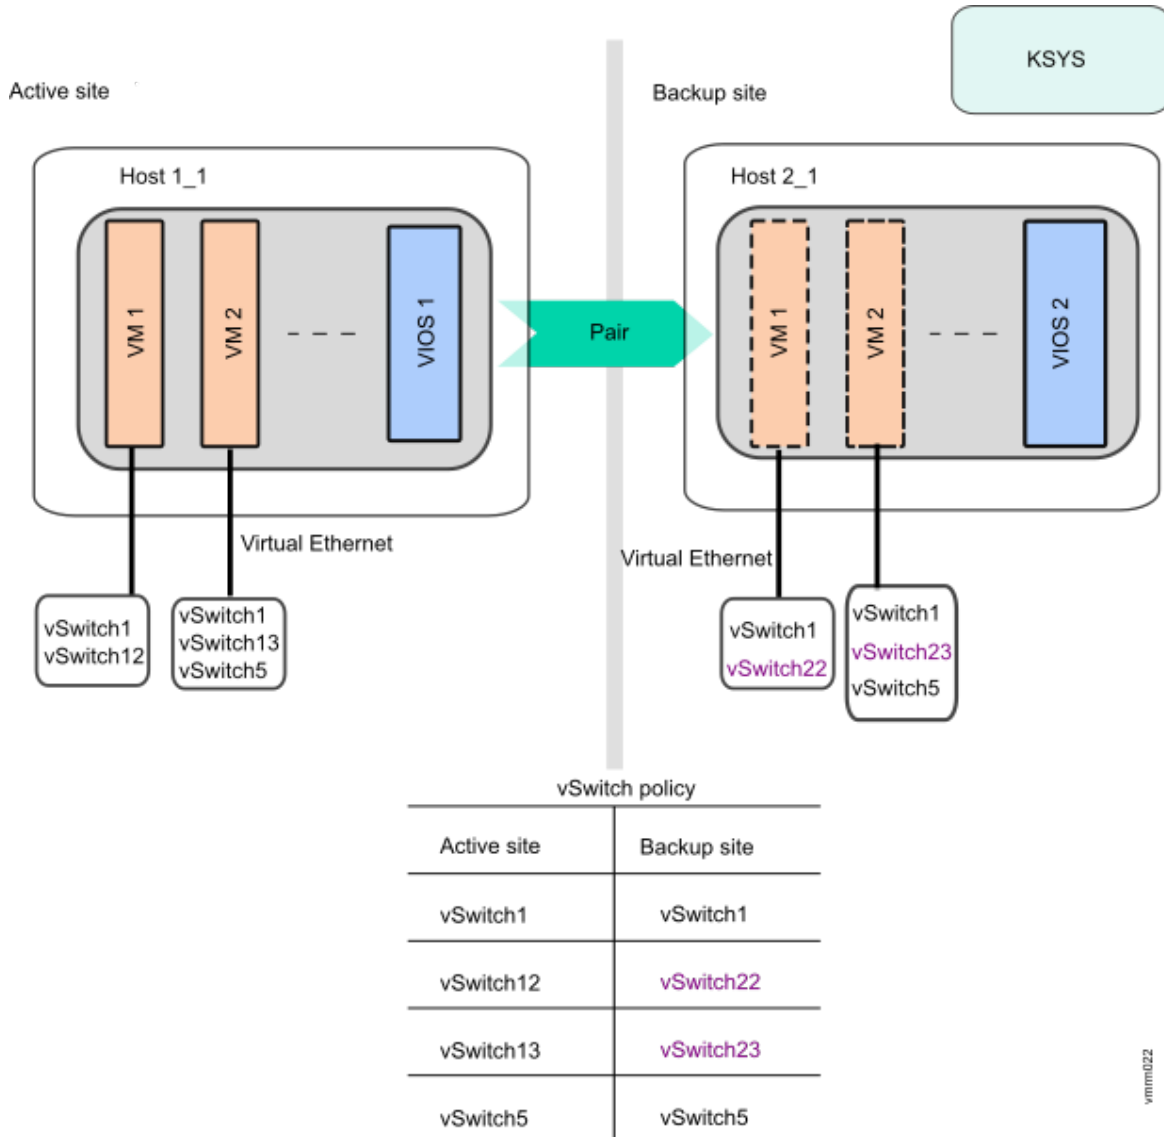 KSYS
Active site
Backup site
Host 1_1
VM 1
VM 2
VIOS 1
Pair
Host 2_1
VM 1
VM 2
VIOS 2
Virtual Ethernet
Virtual Ethernet
vSwitch1
vSwitch12
vSwitch1
vSwitch13
vSwitch5
vSwitch1
vSwitch22
vSwitch1
vSwitch23
vSwitch5
vSwitch policy
Active site Backup site
vSwitch1 vSwitch1
vSwitch12 vSwitch22
vSwitch13 vSwitch23
vSwitch5 vSwitch5
vmrm022